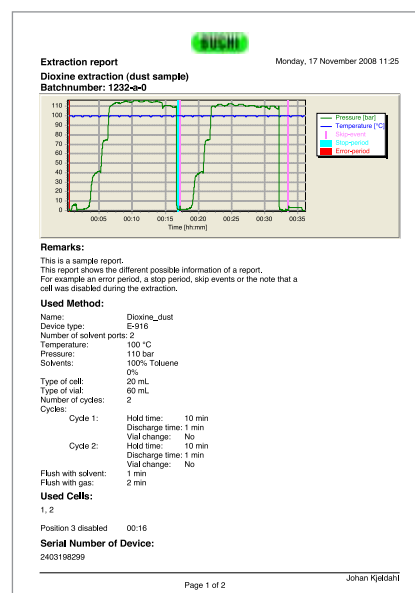 BUCHI
Extraction report
Monday, 17 November 2008 11:25
Dioxine extraction (dust sample)
Batchnumber: 1232-a-0
110
100
90
80
70
60
50
40
30
20
10
0
00:05 00:10 00:15 00:20 00:25 00:30 00:35
Time [hh:mm]
Pressure [bar]
Temperature [°C]
Skip-event
Stop-period
Error-period
Remarks:
This is a sample report.
This report shows the different possible information of a report.
For example an error period, a stop period, skip events or the note that a
cell was disabled during the extraction.
Used Method:
Name: Dioxine_dust
Device type: E-916
Number of solvent ports: 2
Temperature: 100 °C
Pressure: 110 bar
Solvents: 100% Toluene
0%
Type of cell: 20 mL
Type of vial: 60 mL
Number of cycles: 2
Cycles:
Cycle 1: Hold time: 10 min
Discharge time: 1 min
Vial change: No
Cycle 2: Hold time: 10 min
Discharge time: 1 min
Vial change: No
Flush with solvent: 1 min
Flush with gas: 2 min
Used Cells:
1, 2
Position 3 disabled 00:16
Serial Number of Device:
2403198299
Johan Kjeldahl
Page 1 of 2